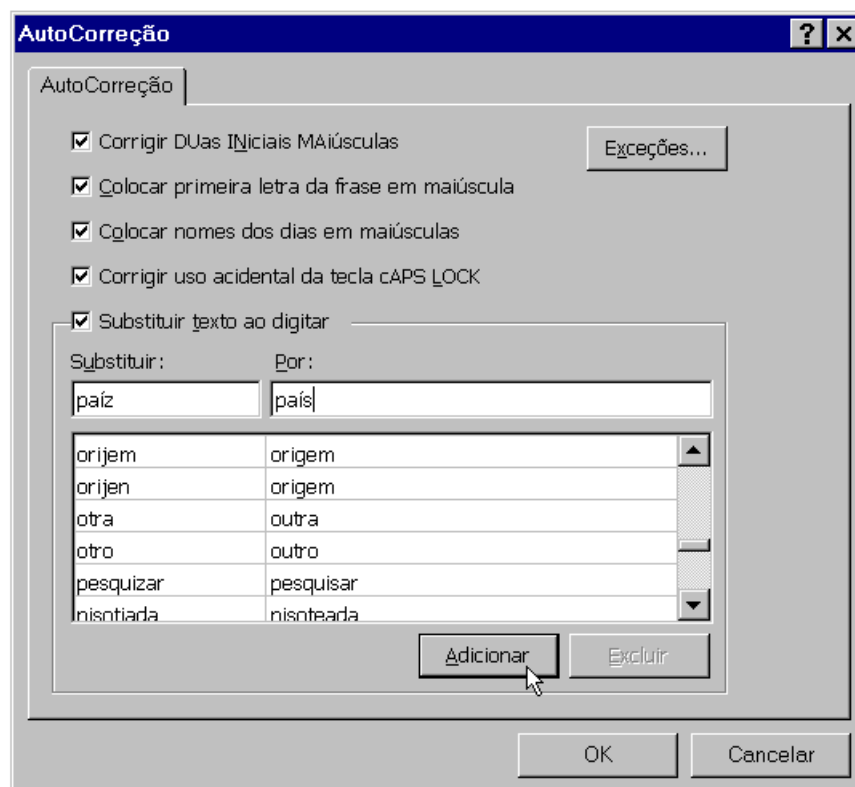 AutoCorreção
AutoCorreção
Corrigir DUas INiciais MAiúsculas
Exceções...
Colocar primeira letra da frase em maiúscula
Colocar nomes dos dias em maiúsculas
Corrigir uso acidental da tecla cAPS LOCK
Substituir texto ao digitar
Substituir: Por:
paíz país
orijem origem
orijen origem
otra outra
otro outro
pesquizar pesquisar
pisotiada pisoteada
Adicionar Excluir
OK Cancelar